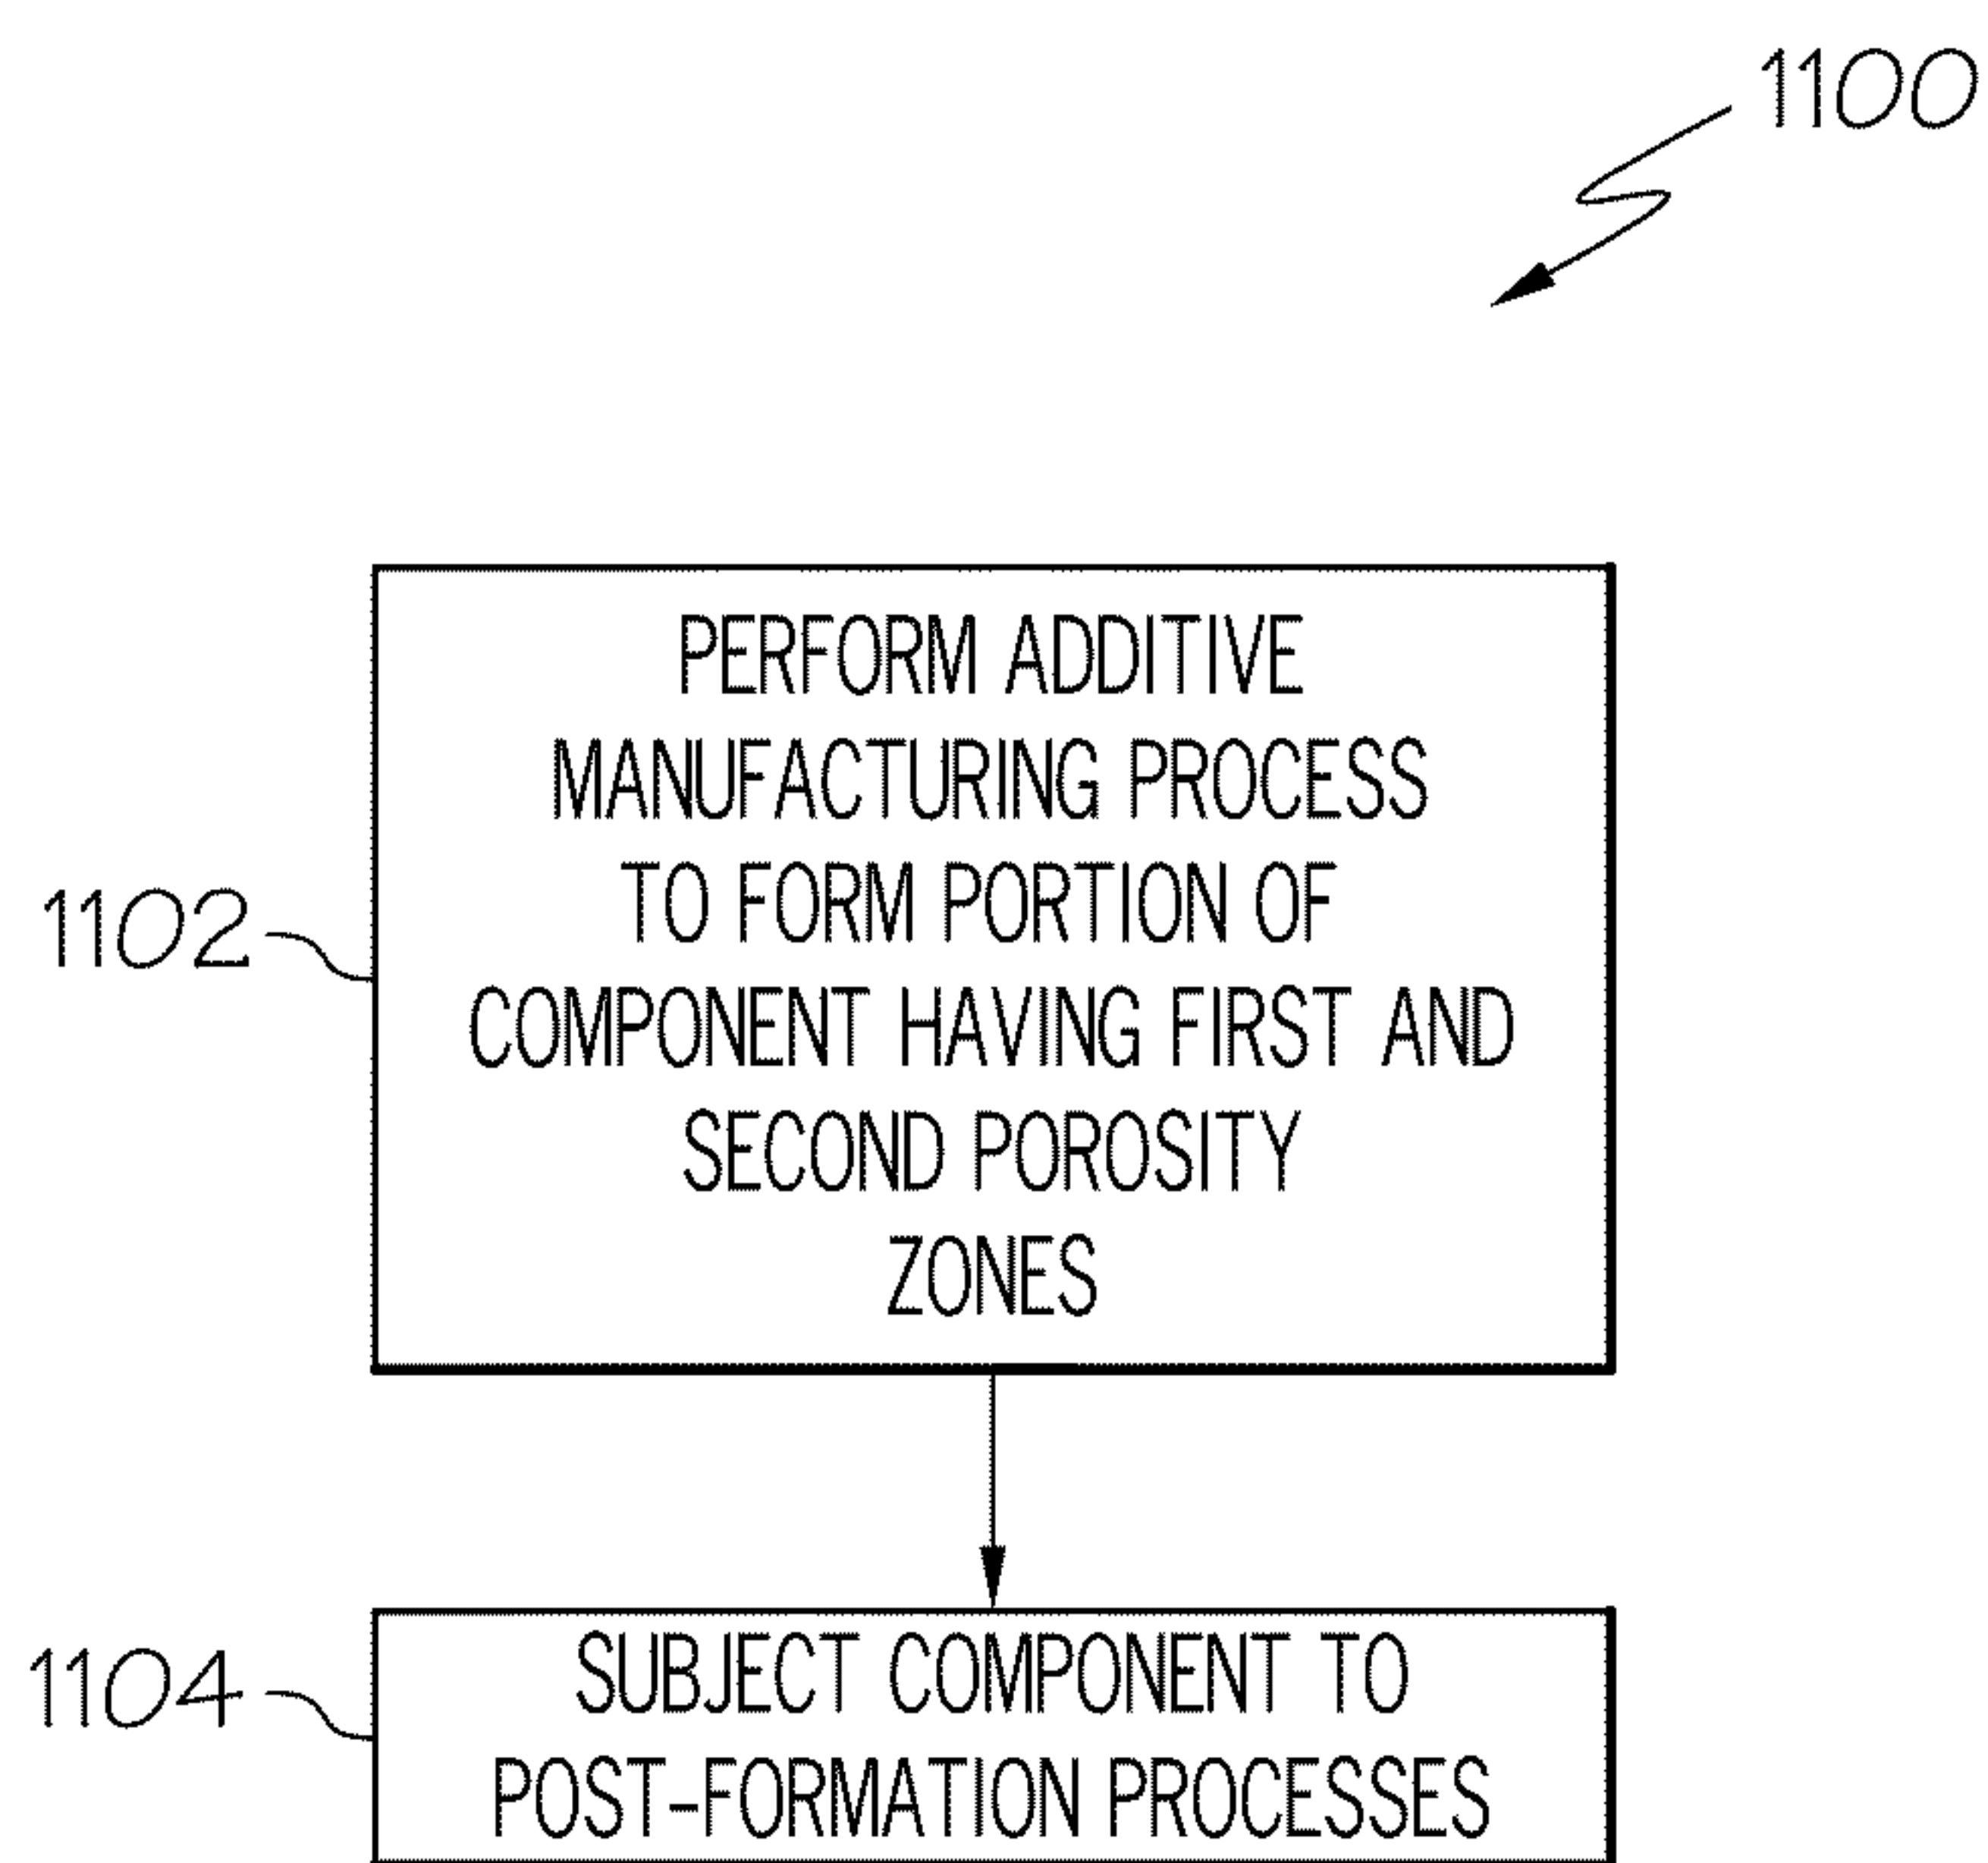 1100
PERFORM ADDITIVE
MANUFACTURING PROCESS
TO FORM PORTION OF
COMPONENT HAVING FIRST AND
SECOND POROSITY
ZONES
1102
SUBJECT COMPONENT TO
POST-FORMATION PROCESSES
1104